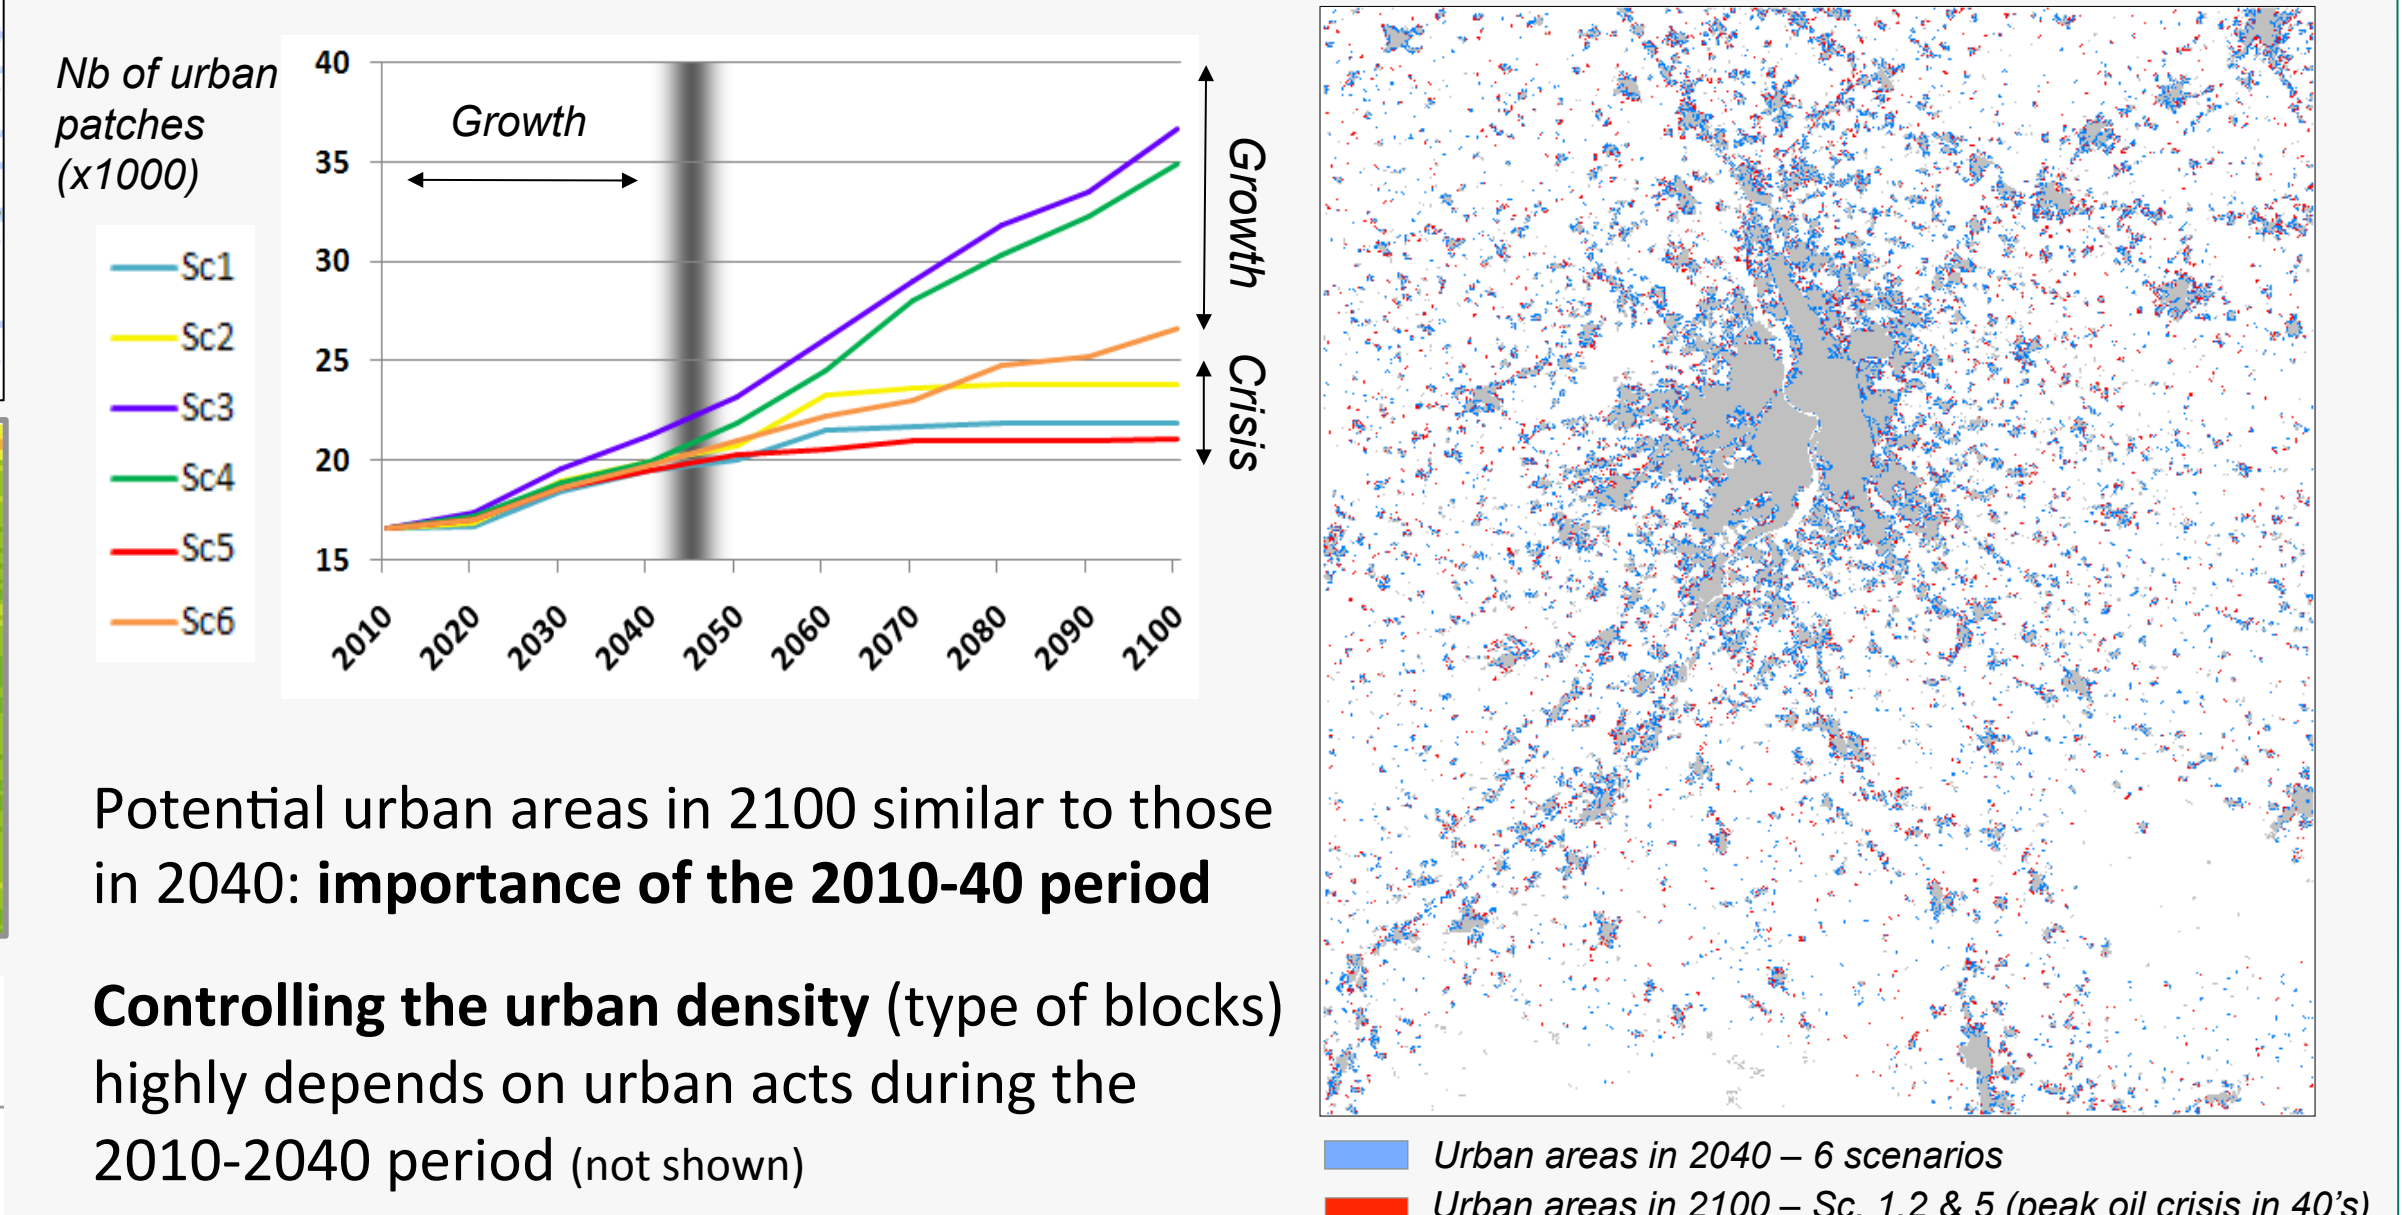 Nb of urban
patches
(x1000)
Sc1
Sc2
Sc3
Sc4
Sc5
Sc6
40
35
30
25
20
15
Growth
2010
2020
2030
2040
2050
2060
2070
2080
2090
2100
Growth
Crisis
Potential urban areas in 2100 similar to those
in 2040: importance of the 2010-40 period
Controlling the urban density (type of blocks)
highly depends on urban acts during the
2010-2040 period (not shown)
Urban areas in 2040 – 6 scenarios
Urban areas in 2100 – Sc. 1,2 & 5 (peak oil crisis in 40’s)